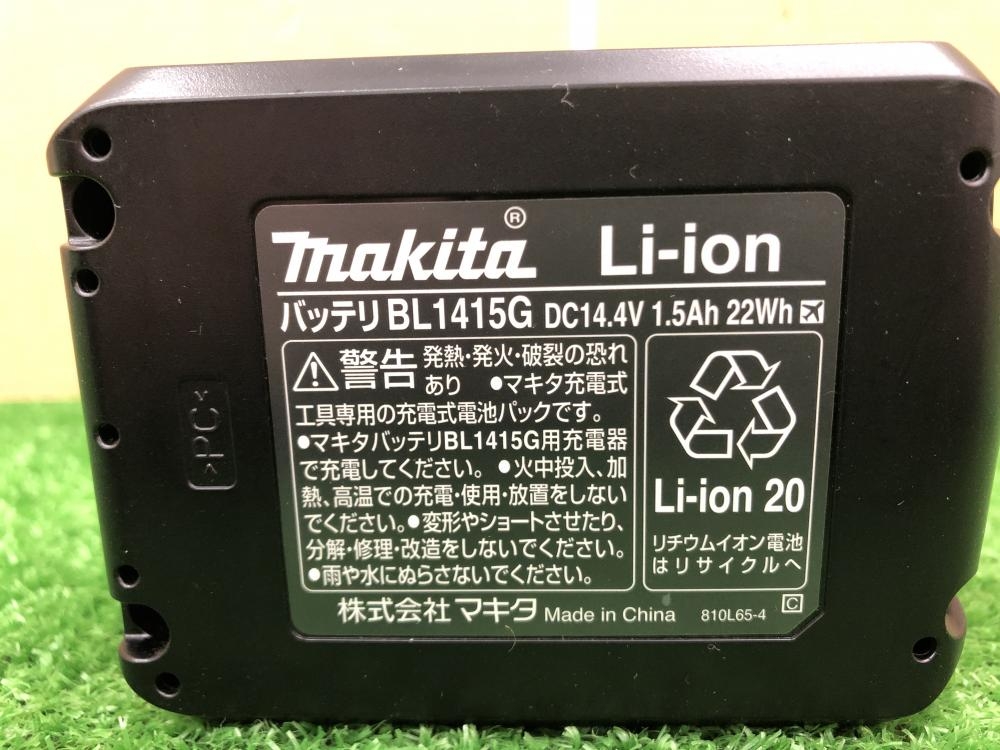 makita® Li-ion
バッテリ BL1415G DC14.4V 1.5Ah 22Wh
警告 発熱・発火・破裂の恐れ
あり ●マキタ充電式
工具専用の充電式電池パックです。
●マキタバッテリBL1415G用充電器
で充電してください。 ●火中投入、加
熱、高温での充電・使用・放置をしない
でください。●変形やショートさせたり、
分解・修理・改造をしないでください。
●雨や水にぬらさないでください。
Li-ion 20
リチウムイオン電池
はリサイクルへ
株式会社 マキタ Made in China 810L65-4 C
>PC<